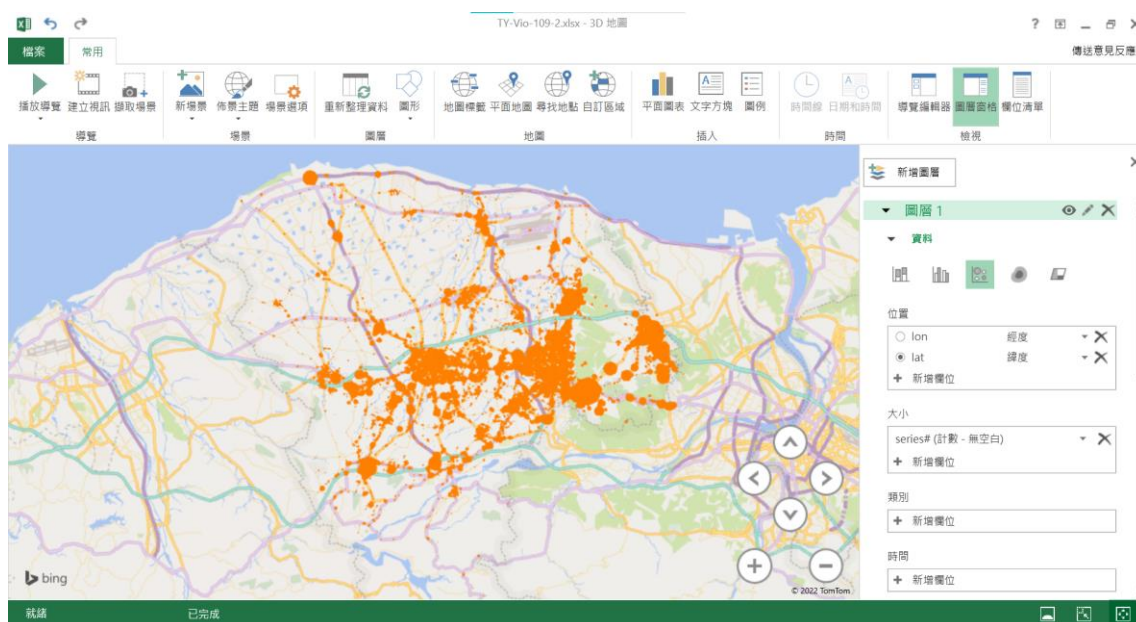 TY-Vio-109-2.xlsx - 3D 地圖
?
檔案
常用
傳送意見反應
播放導覽 建立視訊 擷取場景
新場景 佈景主題 場景選項
重新整理資料 圖形
地圖標籤 平面地圖 尋找地點 自訂區域
平面圖表 文字方塊 圖例
時間線 日期和時間
導覽編輯器 圖層窗格 欄位清單
導覽
場景
圖層
地圖
插入
時間
檢視
新增圖層
圖層 1
資料
位置
lon 經度
lat 緯度
+ 新增欄位
大小
series# (計數 - 無空白)
+ 新增欄位
類別
+ 新增欄位
時間
+ 新增欄位
bing
© 2022 TomTom
就緒
已完成